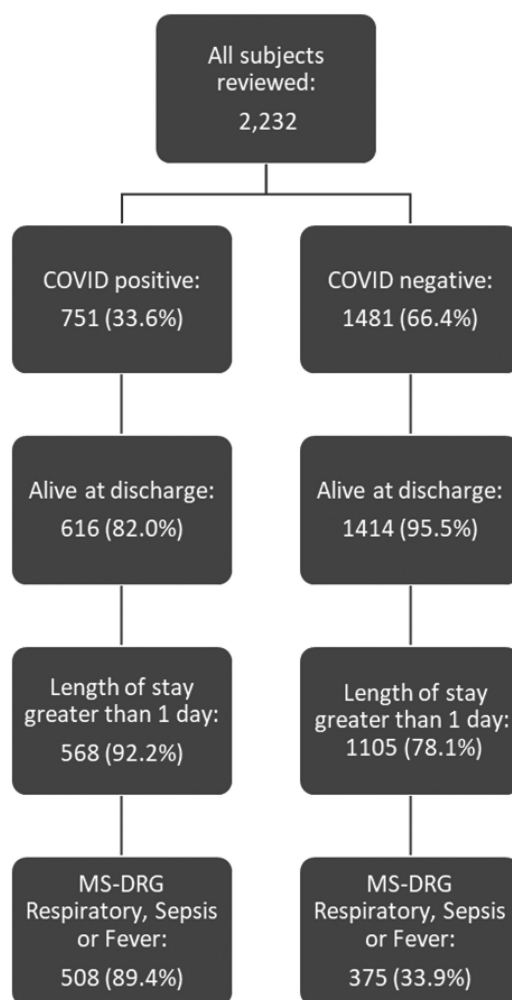 All subjects
reviewed:
2,232
COVID positive:
751 (33.6%)
COVID negative:
1481 (66.4%)
Alive at discharge:
616 (82.0%)
Alive at discharge:
1414 (95.5%)
Length of stay
greater than 1 day:
568 (92.2%)
Length of stay
greater than 1 day:
1105 (78.1%)
MS-DRG
Respiratory, Sepsis
or Fever:
508 (89.4%)
MS-DRG
Respiratory, Sepsis
or Fever:
375 (33.9%)